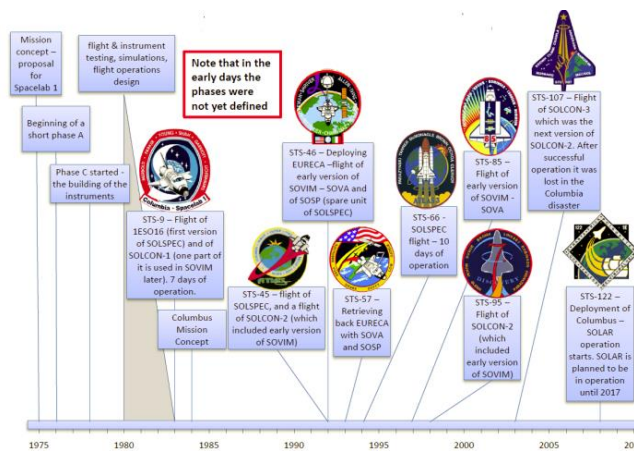 Mission
concept –
proposal
for
Spacelab 1
flight & instrument
testing, simulations,
flight operations
design
Note that in the
early days the
phases were
not yet defined
Beginning of a
short phase A
Phase C started -
the building of the
instruments
Columbia - Spacelab 1
STS-9 – Flight of
1ESO16 (first version
of SOLSPEC) and of
SOLCON-1 (one part of
it is used in SOVIM
later). 7 days of
operation.
Columbus
Mission
Concept
STS-46 – Deploying
EURECA –flight of
early version of
SOVIM – SOVA and
of SOSP (spare unit of
SOLSPEC)
STS-45 – flight of
SOLSPEC, and a flight
of SOLCON-2 (which
included early version
of SOVIM)
STS-57 –
Retrieving
back EURECA
with SOVA
and SOSP
STS-66 -
SOLSPEC
flight – 10
days of
operation
85
STS-85 –
Flight of
early version
of SOVIM -
SOVA
DISCOVERY
STS-95 –
Flight of
SOLCON-2
(which
included early
version of
SOVIM)
STS-107 – Flight
of SOLCON-3
which was the
next version of
SOLCON-2. After
successful
operation it was
lost in the
Columbia
disaster
122
STS-122 –
Deployment of
Columbus –
SOLAR
operation
starts. SOLAR is
planned to be
in operation
until 2017
1975 1980 1985 1990 1995 2000 2005 2010